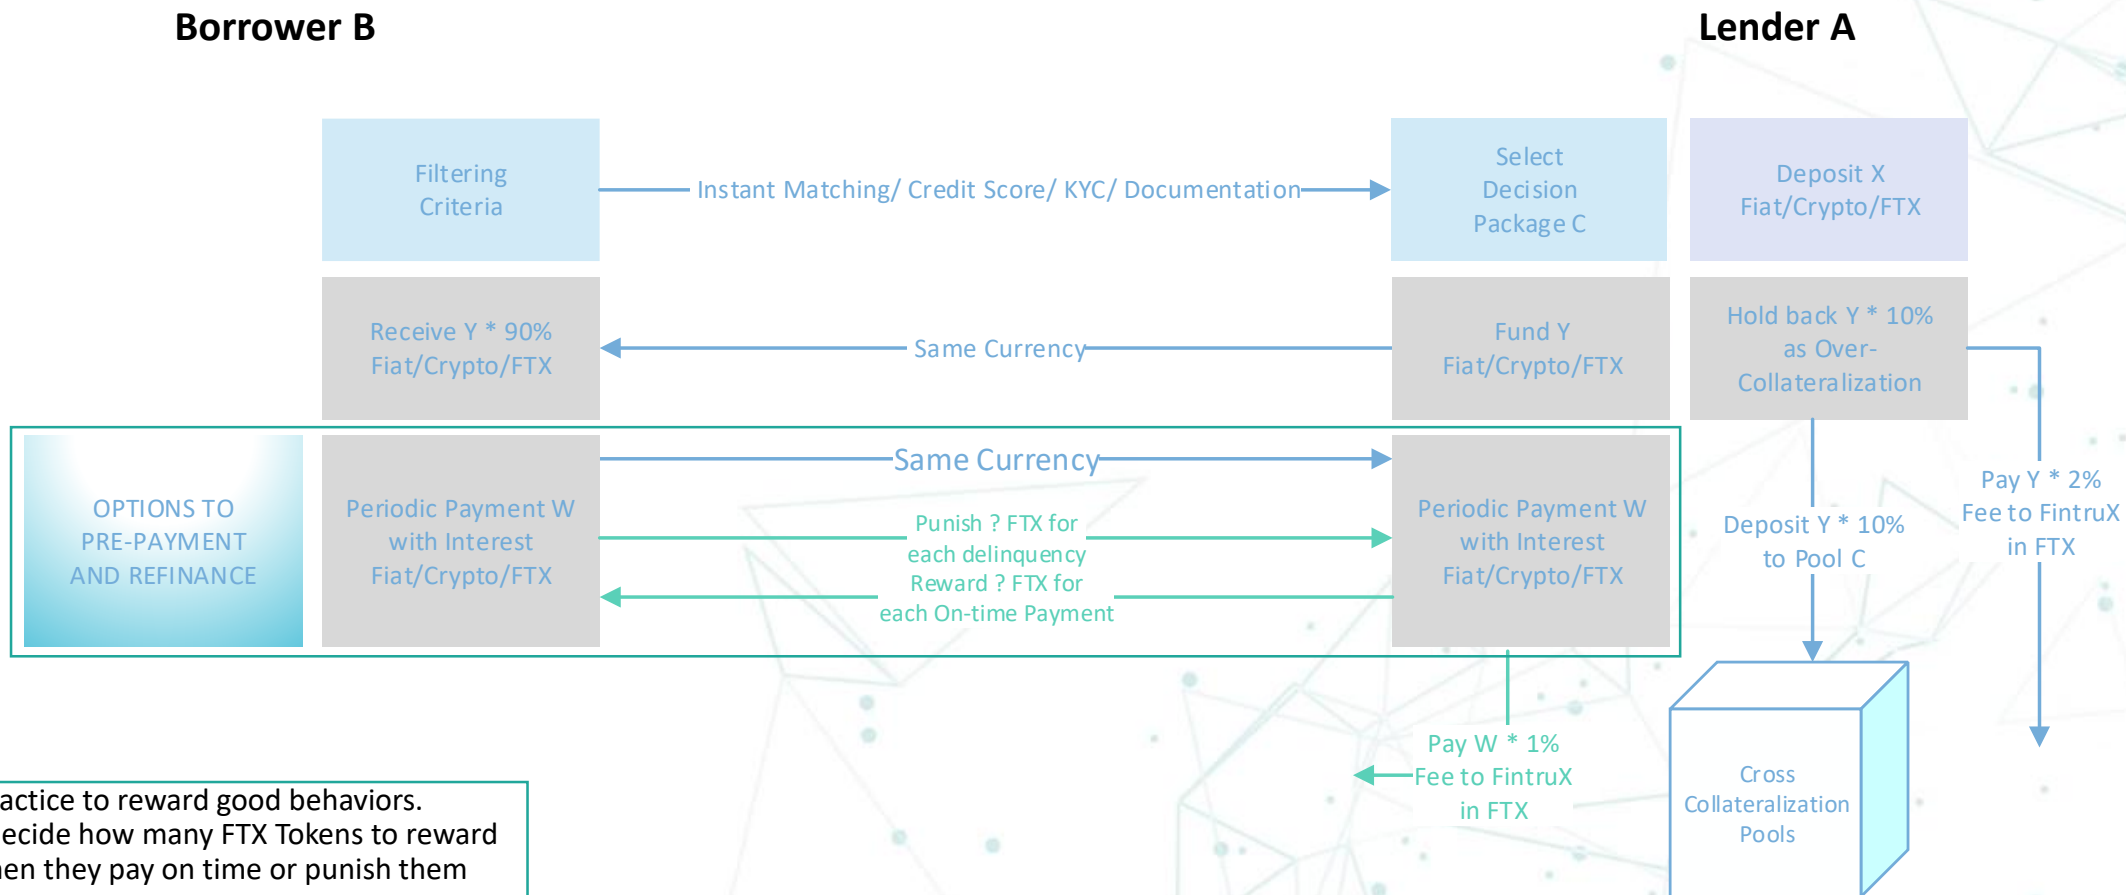 Borrower B
Lender A
Filtering
Criteria
Instant Matching/ Credit Score/ KYC/ Documentation
Select
Decision
Package C
Deposit X
Fiat/Crypto/FTX
Receive Y * 90%
Fiat/Crypto/FTX
Same Currency
Fund Y
Fiat/Crypto/FTX
Hold back Y * 10%
as Over-
Collateralization
OPTIONS TO
PRE-PAYMENT
AND REFINANCE
Periodic Payment W
with Interest
Fiat/Crypto/FTX
Same Currency
Punish ? FTX for
each delinquency
Reward ? FTX for
each On-time Payment
Periodic Payment W
with Interest
Fiat/Crypto/FTX
Deposit Y * 10%
to Pool C
Pay Y * 2%
Fee to FintruX
in FTX
Pay W * 1%
Fee to FintruX
in FTX
Cross
Collateralization
Pools
to reward good behaviors.
how many FTX Tokens to reward
they pay on time or punish them